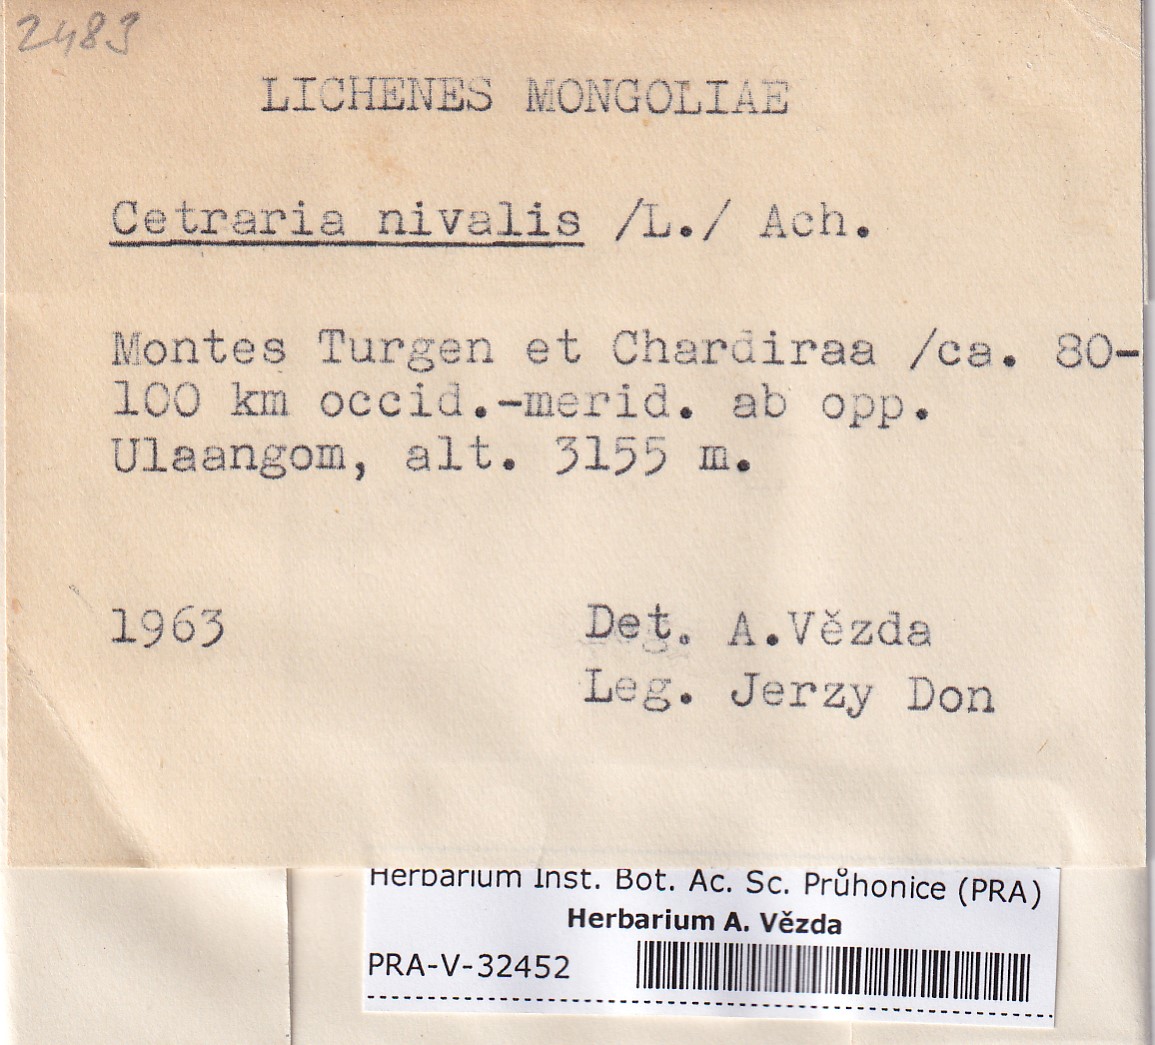 2483
LICHENES MONGOLIAE
Cetraria nivalis /L./ Ach.
Montes Turgen et Chardiraa /ca. 80-
100 km occid.-merid. ab opp.
Ulaangom, alt. 3155 m.
1963
Det. A.Vězda
Leg. Jerzy Don
Herbarium Inst. Bot. Ac. Sc. Průhonice (PRA)
Herbarium A. Vězda
PRA-V-32452